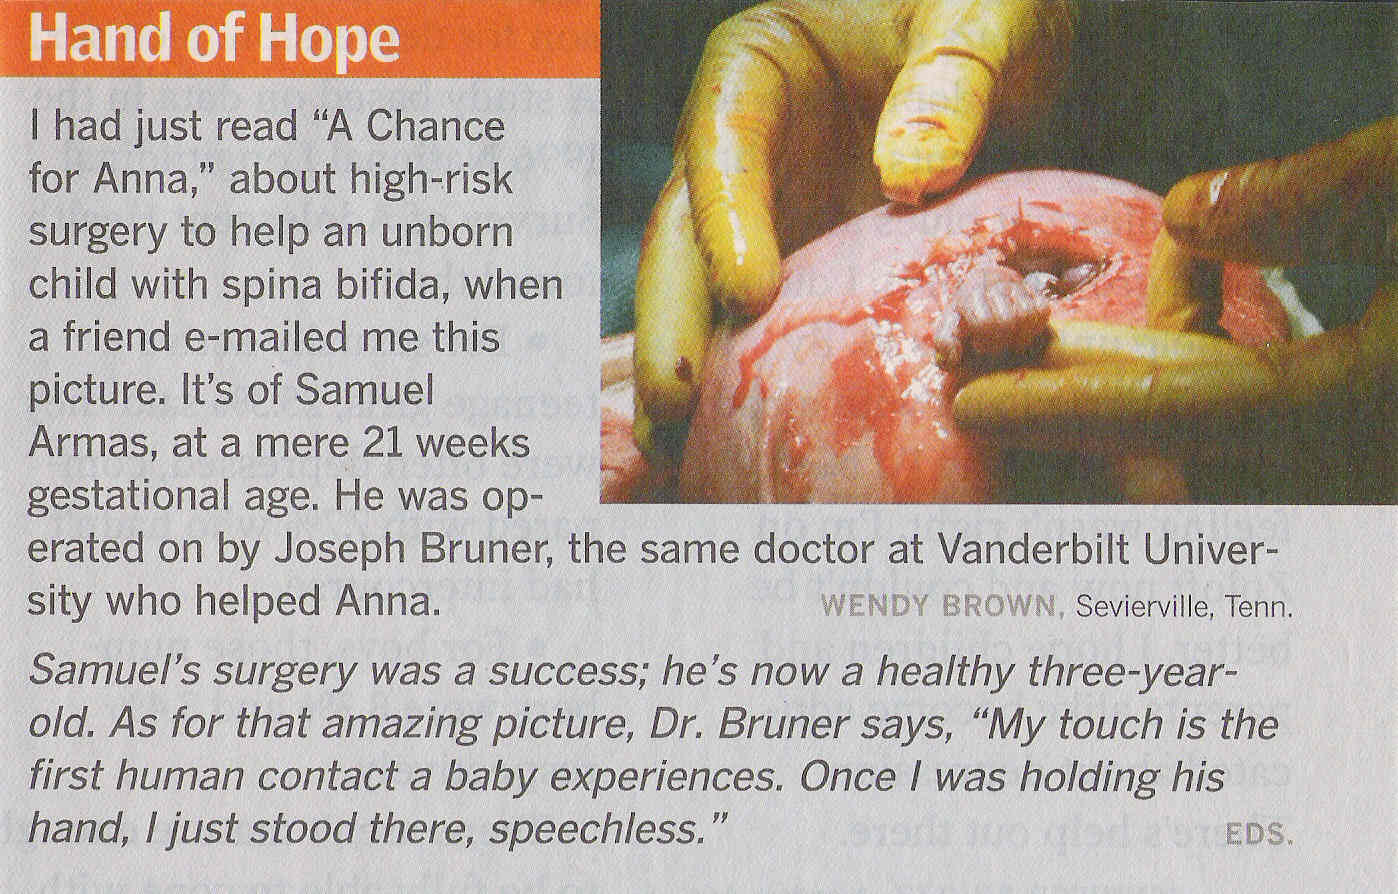 Hand of Hope
I had just read “A Chance
for Anna,” about high-risk
surgery to help an unborn
child with spina bifida, when
a friend e-mailed me this
picture. It’s of Samuel
Armas, at a mere 21 weeks
gestational age. He was op-
erated on by Joseph Bruner, the same doctor at Vanderbilt Univer-
sity who helped Anna. WENDY BROWN, Sevierville, Tenn.
Samuel’s surgery was a success; he’s now a healthy three-year-
old. As for that amazing picture, Dr. Bruner says, “My touch is the
first human contact a baby experiences. Once I was holding his
hand, I just stood there, speechless.” EDS.